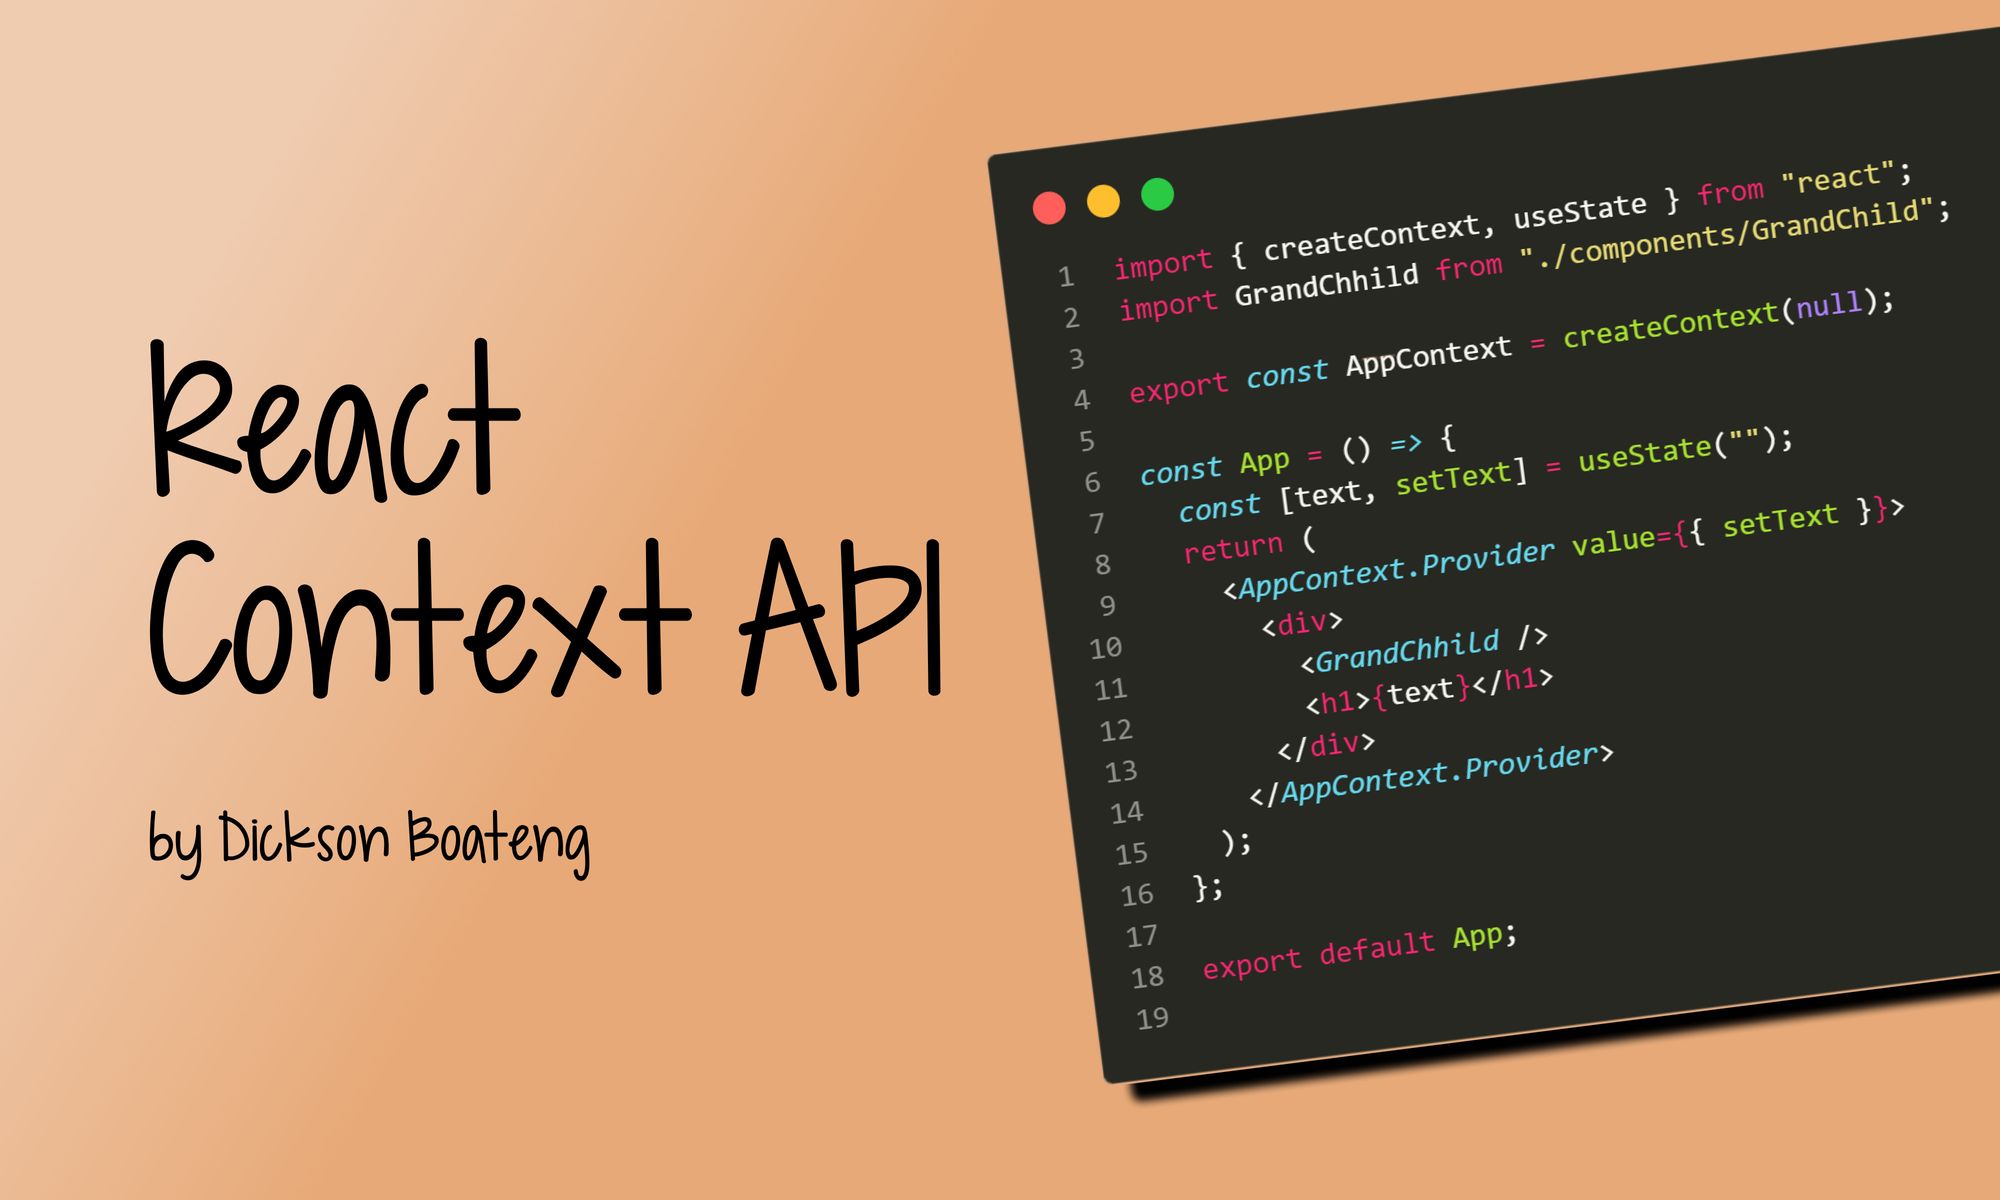 React
Context API
by Dickson Boateng
1 import { createContext, useState } from "react";
2 import GrandChhild from "./components/GrandChild";
3
4 export const AppContext = createContext(null);
5
6 const App = () => {
7 const [text, setText] = useState("");
8 return (
9 <AppContext.Provider value={{ setText }}>
10 <div>
11 <GrandChhild />
12 <h1>{text}</h1>
13 </div>
14 </AppContext.Provider>
15 );
16 };
17
18 export default App;
19